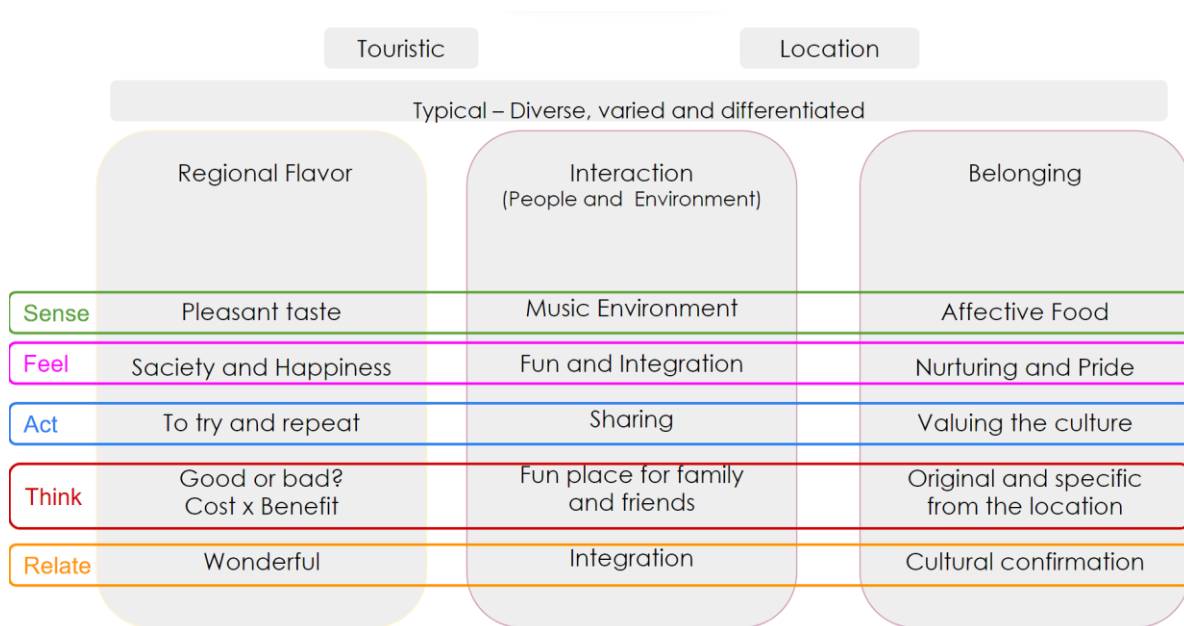 Touristic
Location
Typical – Diverse, varied and differentiated
Regional Flavor
Interaction
(People and Environment)
Belonging
Sense
Pleasant taste
Music Environment
Affective Food
Feel
Saciety and Happiness
Fun and Integration
Nurturing and Pride
Act
To try and repeat
Sharing
Valuing the culture
Think
Good or bad?
Cost x Benefit
Fun place for family
and friends
Original and specific
from the location
Relate
Wonderful
Integration
Cultural confirmation